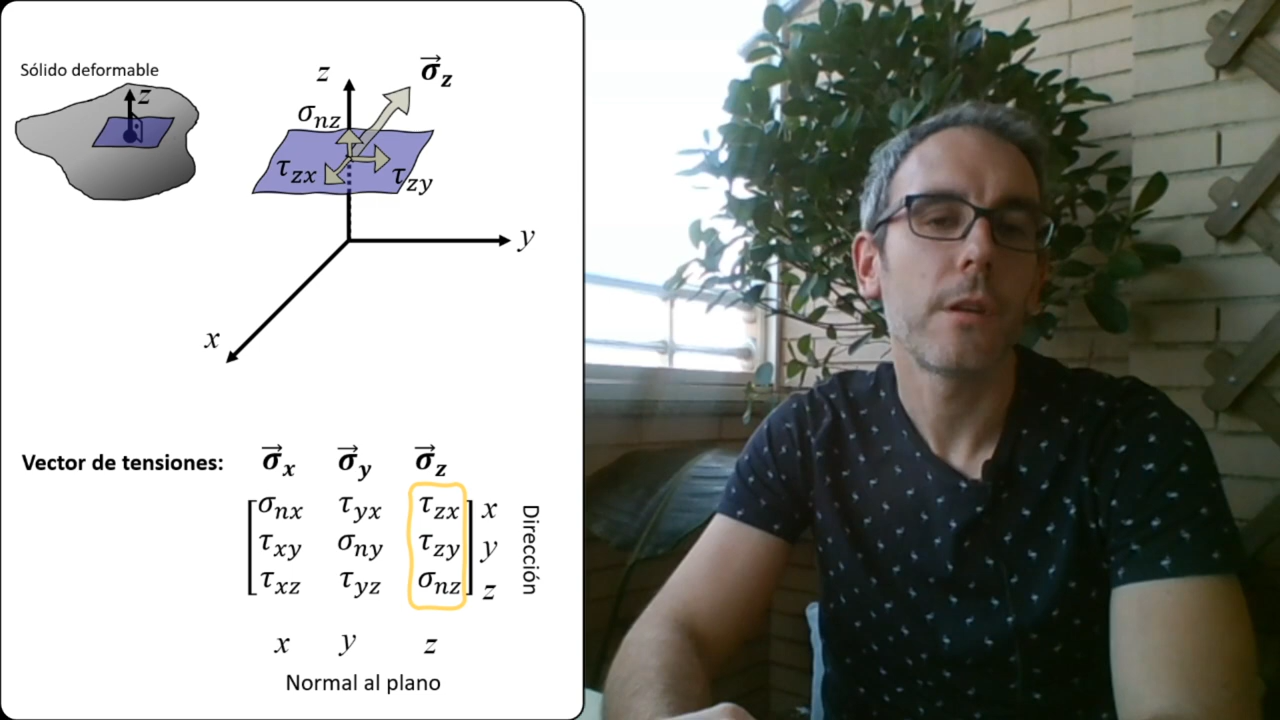 Sólido deformable
z
z
σ⃗z
σnz
τzx
τzy
y
x
Vector de tensiones: σ⃗x σ⃗y σ⃗z
σnx τyx τzx x
τxy σny τzy y
τxz τyz σnz z
Dirección
x y z
Normal al plano